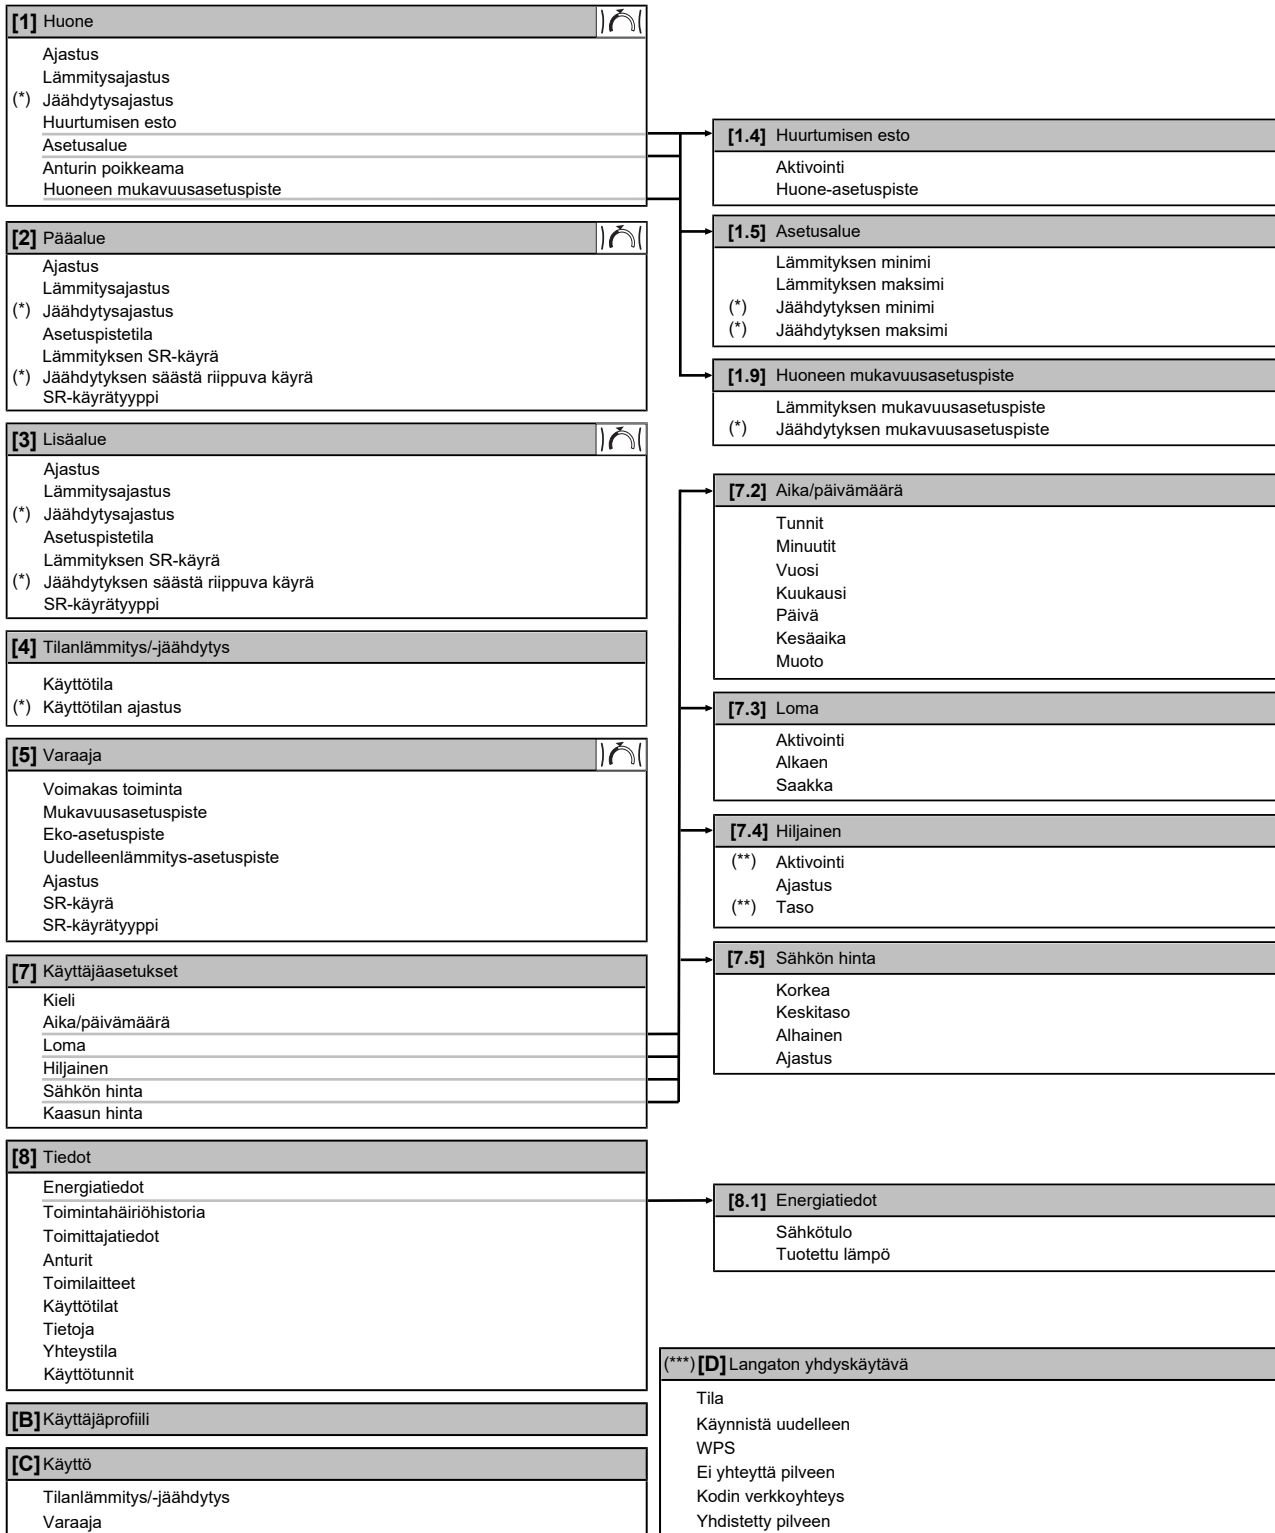 [1] Huone
Ajastus
Lämmitysajastus
(*) Jäähdytysajastus
Huurtumisen esto
Asetusalue
Anturin poikkeama
Huoneen mukavuusasetuspiste
[2] Pääalue
Ajastus
Lämmitysajastus
(*) Jäähdytysajastus
Asetuspistetila
Lämmityksen SR-käyrä
(*) Jäähdytyksen säästä riippuva käyrä
SR-käyrätyyppi
[3] Lisäalue
Ajastus
Lämmitysajastus
(*) Jäähdytysajastus
Asetuspistetila
Lämmityksen SR-käyrä
(*) Jäähdytyksen säästä riippuva käyrä
SR-käyrätyyppi
[4] Tilanlämmitys/-jäähdytys
Käyttötila
(*) Käyttötilan ajastus
[5] Varaaja
Voimakas toiminta
Mukavuusasetuspiste
Eko-asetuspiste
Uudelleenlämmitys-asetuspiste
Ajastus
SR-käyrä
SR-käyrätyyppi
[7] Käyttäjäasetukset
Kieli
Aika/päivämäärä
Loma
Hiljainen
Sähkön hinta
Kaasun hinta
[8] Tiedot
Energiatiedot
Toimintahäiriöhistoria
Toimittajatiedot
Anturit
Toimilaitteet
Käyttötilat
Tietoja
Yhteystila
Käyttötunnit
[B] Käyttäjäprofiili
[C] Käyttö
Tilanlämmitys/-jäähdytys
Varaaja
[1.4] Huurtumisen esto
Aktivointi
Huone-asetuspiste
[1.5] Asetusalue
Lämmityksen minimi
Lämmityksen maksimi
(*) Jäähdytyksen minimi
(*) Jäähdytyksen maksimi
[1.9] Huoneen mukavuusasetuspiste
Lämmityksen mukavuusasetuspiste
(*) Jäähdytyksen mukavuusasetuspiste
[7.2] Aika/päivämäärä
Tunnit
Minuutit
Vuosi
Kuukausi
Päivä
Kesäaika
Muoto
[7.3] Loma
Aktivointi
Alkaen
Saakka
[7.4] Hiljainen
(**) Aktivointi
Ajastus
(**) Taso
[7.5] Sähkön hinta
Korkea
Keskitaso
Alhainen
Ajastus
[8.1] Energiatiedot
Sähkötulo
Tuotettu lämpö
(***) [D] Langaton yhdyskäytävä
Tila
Käynnistä uudelleen
WPS
Ei yhteyttä pilveen
Kodin verkkoyhteys
Yhdistetty pilveen